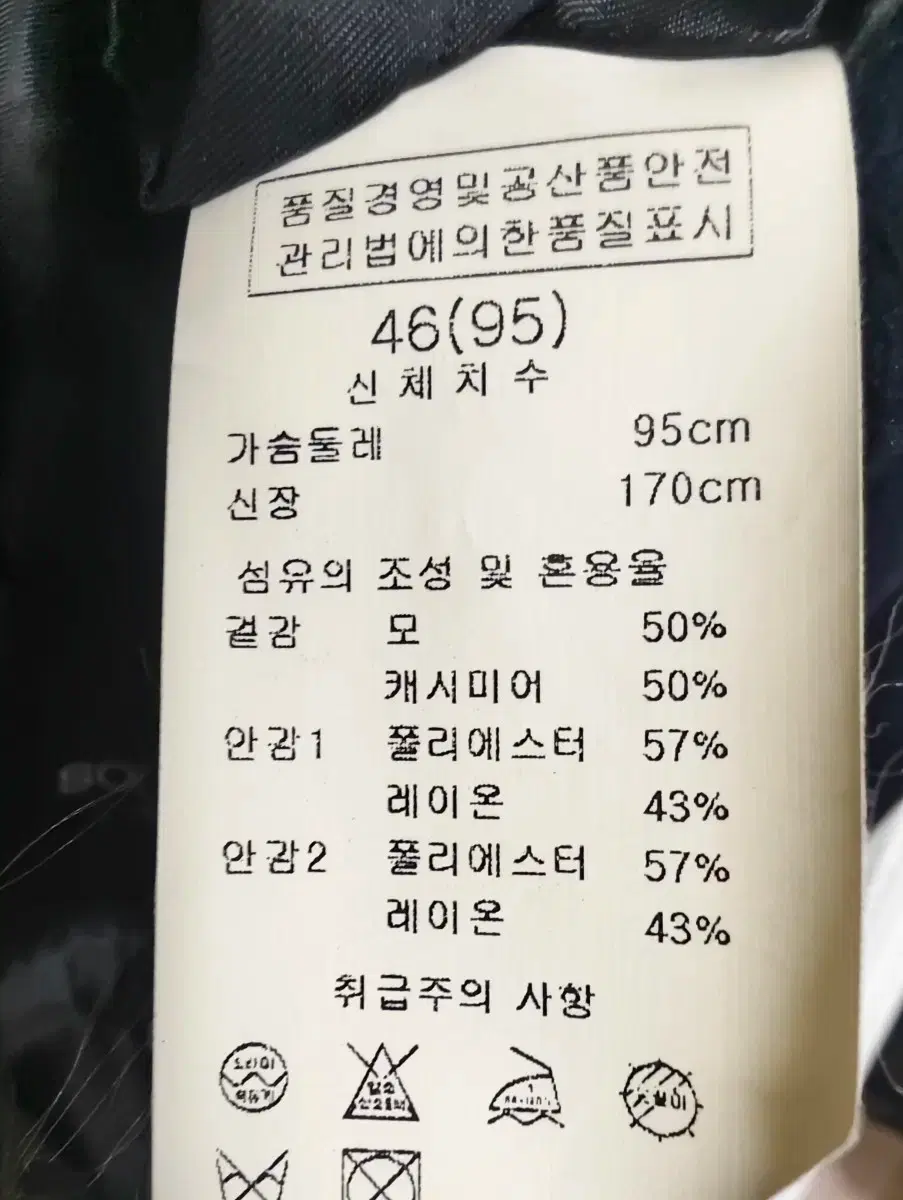 품질경영및공산품안전
관리법에의한품질표시
46(95)
신체치수
가슴둘레 95cm
신장 170cm
섬유의 조성 및 혼용율
겉감 모 50%
캐시미어 50%
안감1 폴리에스터 57%
레이온 43%
안감2 폴리에스터 57%
레이온 43%
취급주의 사항
드라이